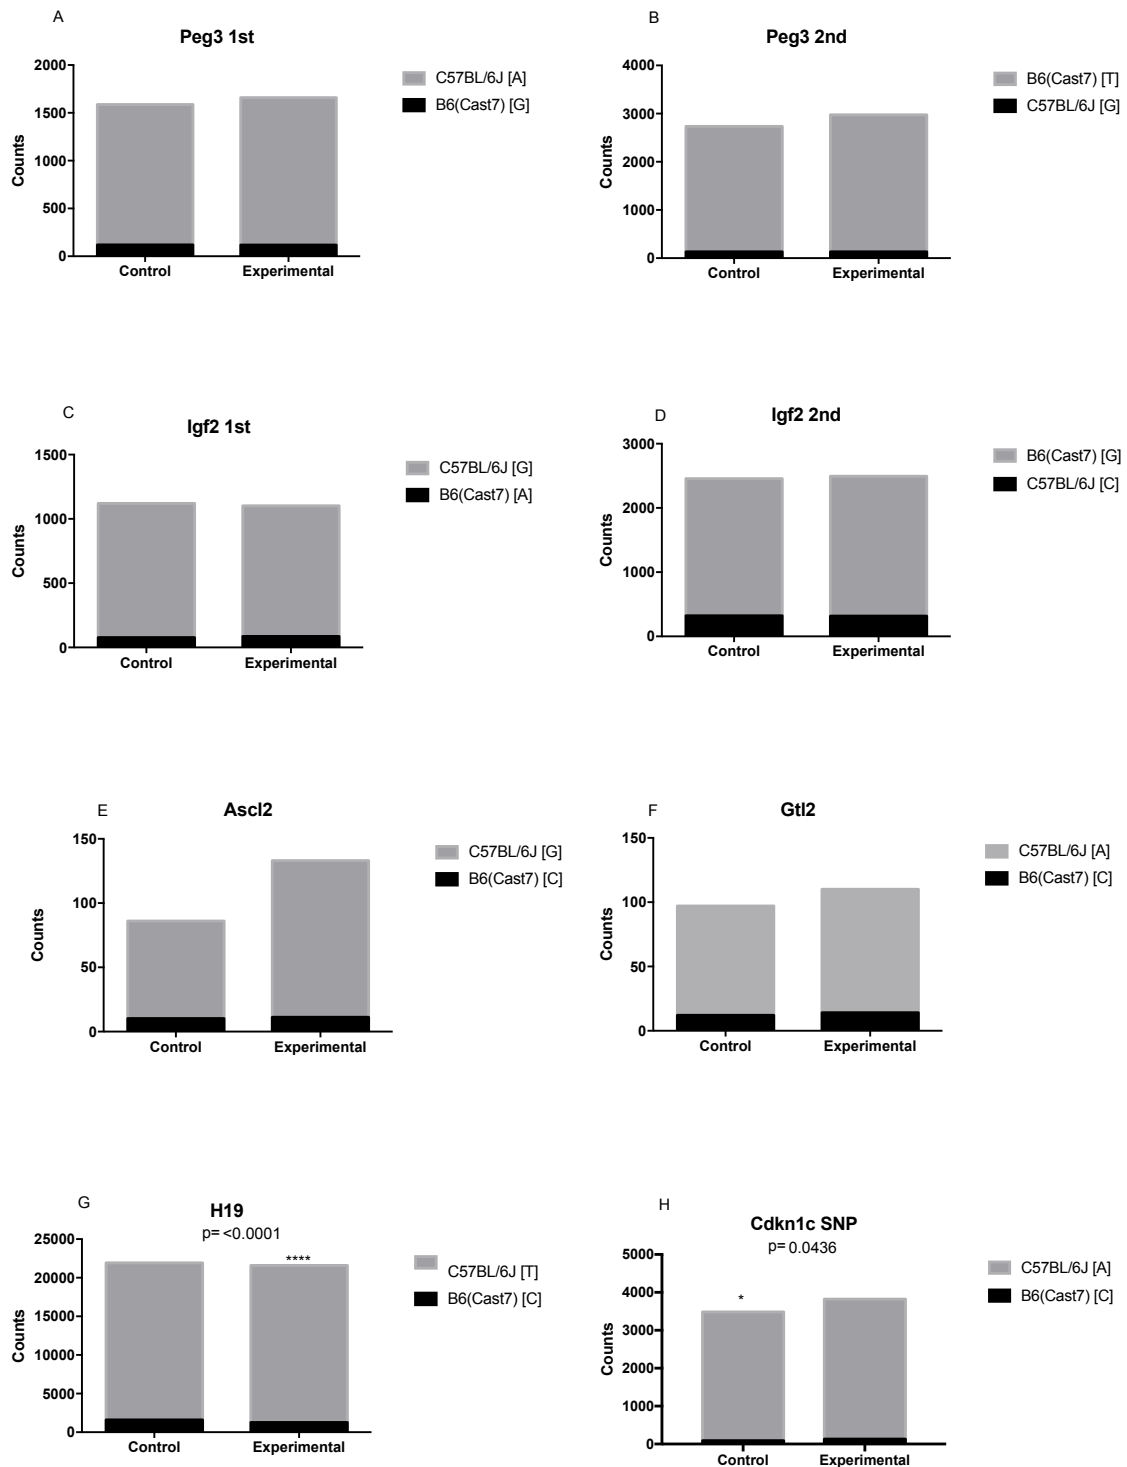 A
Peg3 1st
2000
1500
1000
500
0
Counts
Control
Experimental
C57BL/6J [A]
B6(Cast7) [G]
B
Peg3 2nd
4000
3000
2000
1000
0
Counts
Control
Experimental
B6(Cast7) [T]
C57BL/6J [G]
C
Igf2 1st
1500
1000
500
0
Counts
Control
Experimental
C57BL/6J [G]
B6(Cast7) [A]
D
Igf2 2nd
3000
2000
1000
0
Counts
Control
Experimental
B6(Cast7) [G]
C57BL/6J [C]
E
Ascl2
150
100
50
0
Counts
Control
Experimental
C57BL/6J [G]
B6(Cast7) [C]
F
Gtl2
150
100
50
0
Counts
Control
Experimental
C57BL/6J [A]
B6(Cast7) [C]
G
H19
p= <0.0001
25000
20000
15000
10000
5000
0
Counts
****
Control
Experimental
C57BL/6J [T]
B6(Cast7) [C]
H
Cdkn1c SNP
p= 0.0436
5000
4000
3000
2000
1000
0
Counts
*
Control
Experimental
C57BL/6J [A]
B6(Cast7) [C]